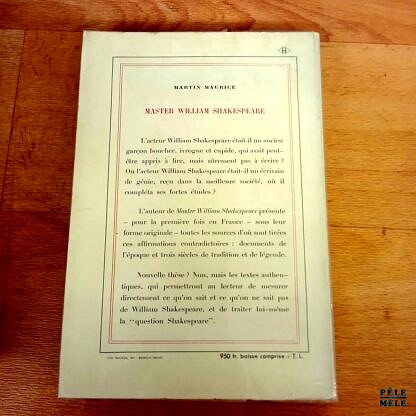 H
MARTIN MAURICE
MASTER WILLIAM SHAKESPEARE
L'acteur William Shakespeare était-il un ancien
garçon boucher, ivrogne et cupide, qui avait peut-
être appris à lire, mais sûrement pas à écrire ?
Ou l'acteur William Shakespeare était-il un écrivain
de génie, reçu dans la meilleure société, où il
compléta ses fortes études ?
L'auteur de Master William Shakespeare présente
— pour la première fois en France — sous leur
forme originale — toutes les sources d'où sont tirées
ces affirmations contradictoires : documents de
l'époque et trois siècles de tradition et de légende.
Nouvelle thèse ? Non, mais les textes authen-
tiques, qui permettront au lecteur de mesurer
directement ce qu'on sait et ce qu'on ne sait pas
de William Shakespeare, et de traiter lui-même
la "question Shakespeare".
950 fr. baisse comprise + T. L.
PÊLE
MÊLE